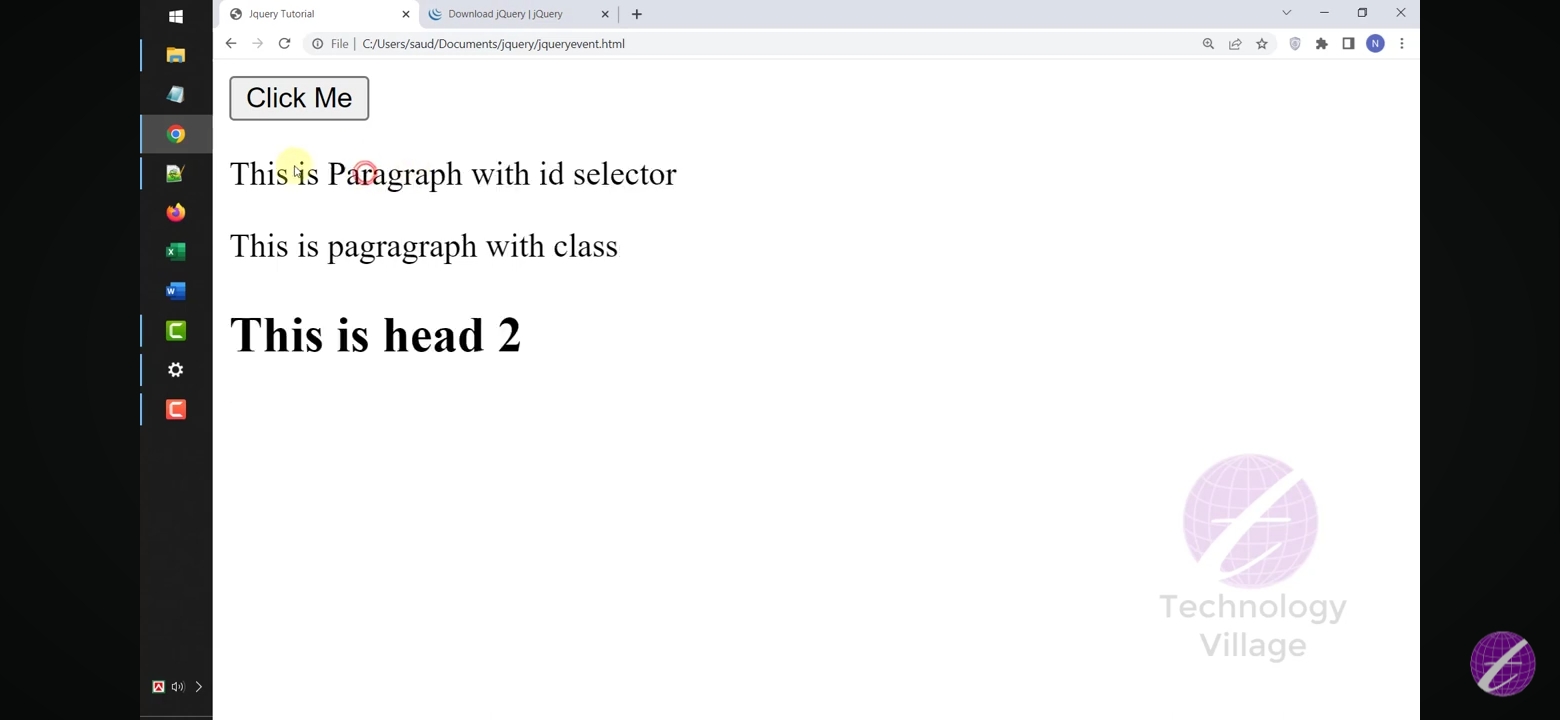 Jquery Tutorial
Download jQuery | jQuery
File
C:/Users/saud/Documents/jquery/jqueryevent.html
N
Click Me
This is Paragraph with id selector
This is pagragraph with class
This is head 2
Technology
Village